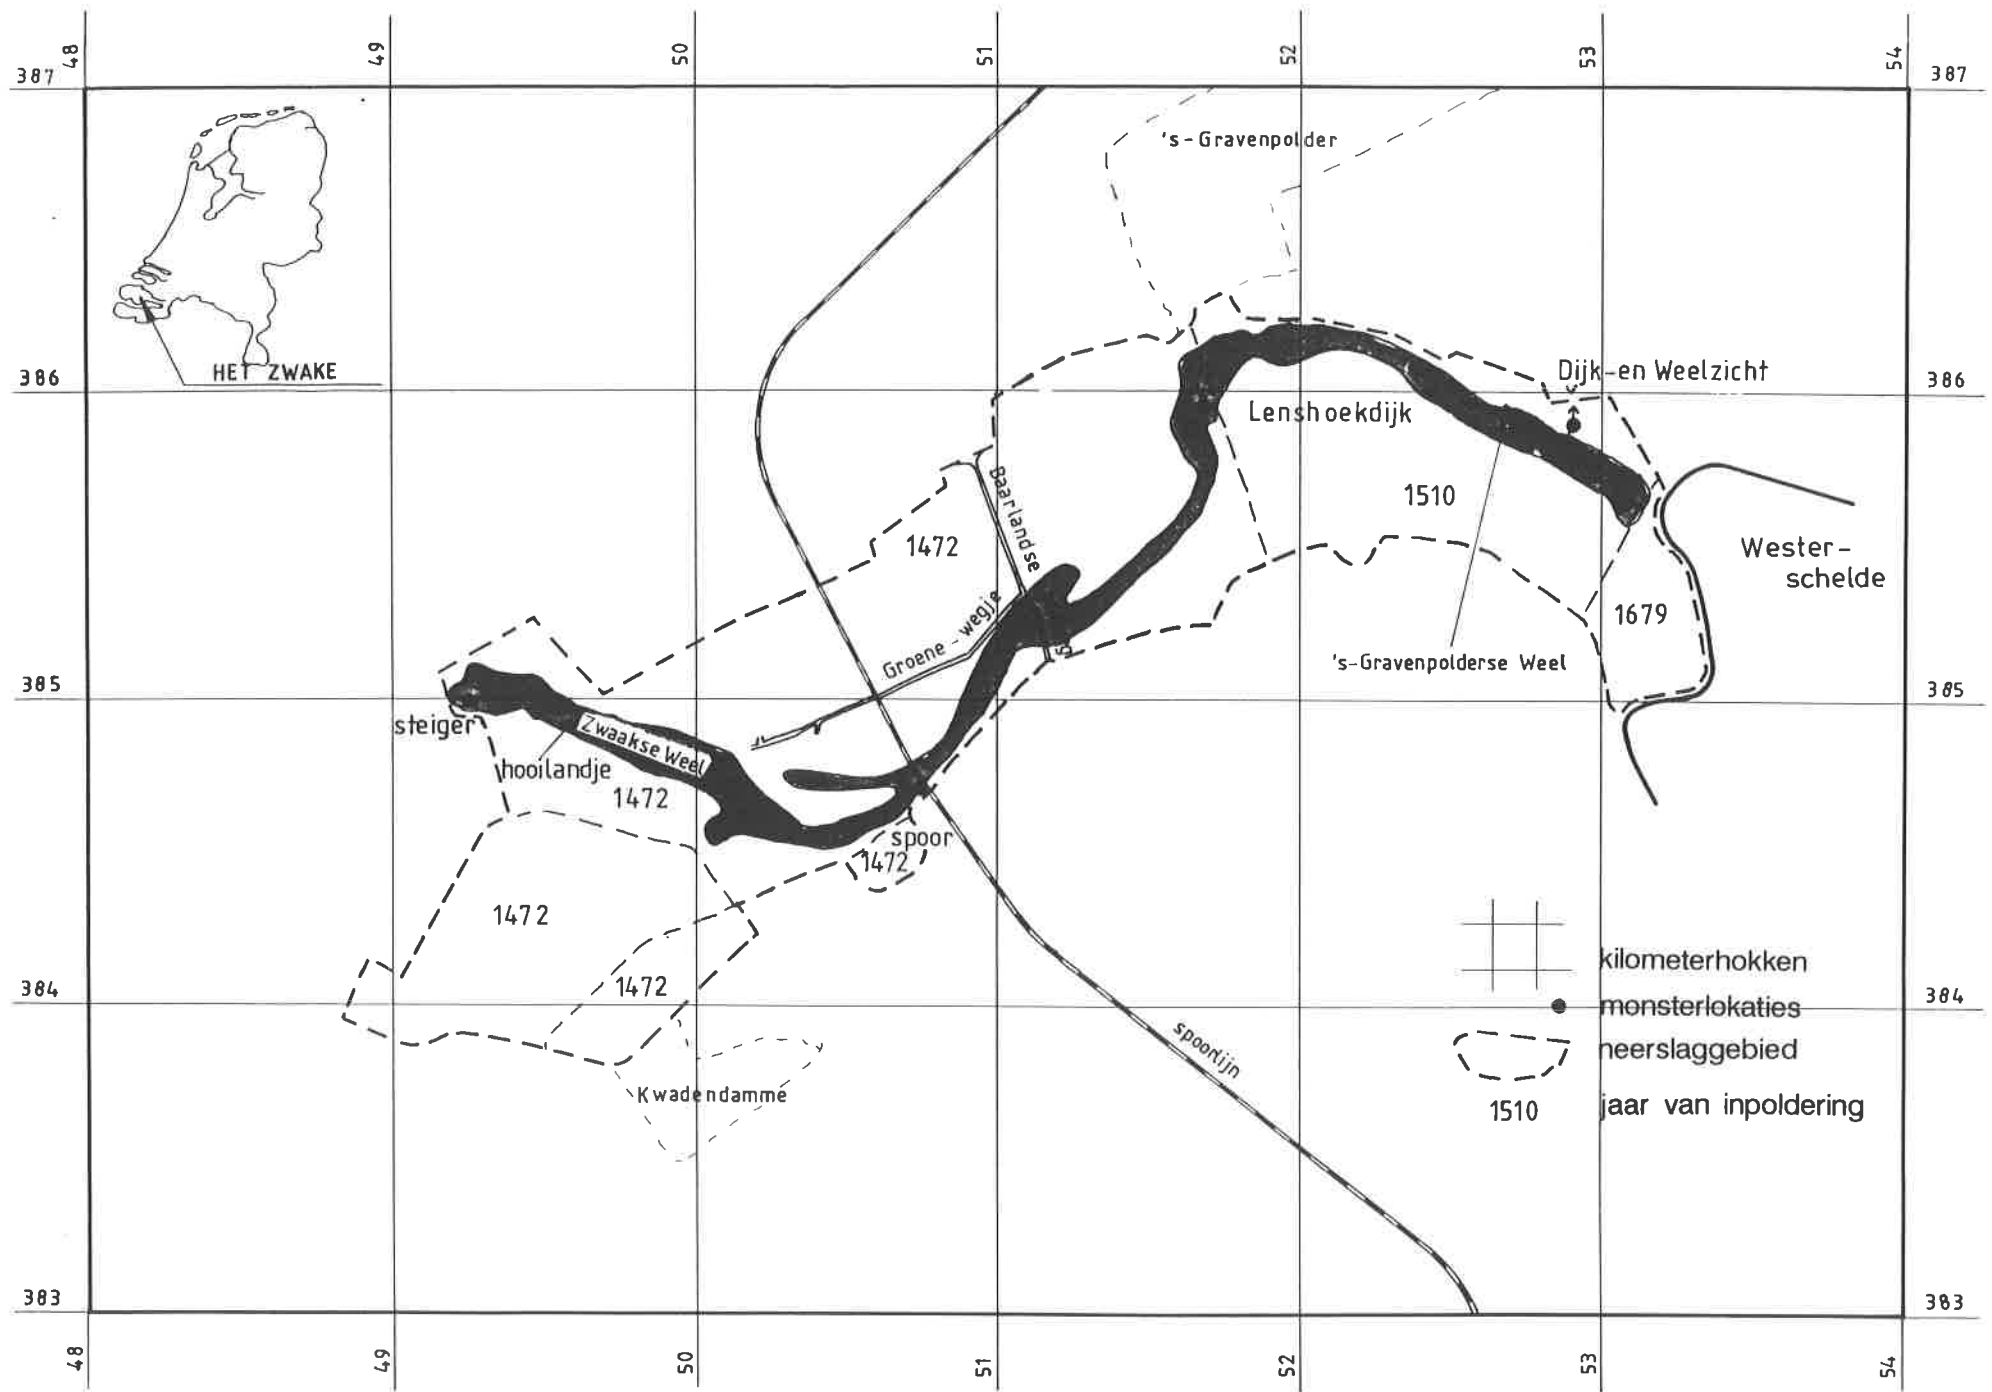 48
49
50
51
52
53
54
387
387
's-Gravenpolder
HET ZWAKE
386
386
Dijk-en Weelzicht
Lenshoekdijk
Baarlandse
1510
1472
Wester-
schelde
Groene-wegje
1679
's-Gravenpolderse Weel
385
385
steiger
Zwaakse Weel
hooilandje
1472
spoor
1472
1472
1472
384
384
kilometerhokken
monsterlokaties
spoorlijn
neerslaggebied
Kwadendamme
1510
jaar van inpoldering
383
383
48
49
50
51
52
53
54